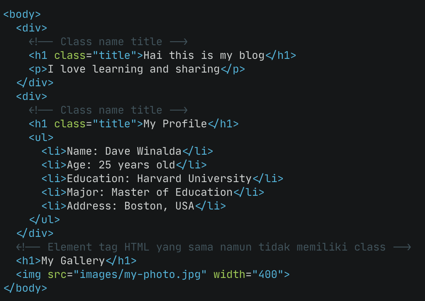 <body>
<div>
<!-- Class name title -->
<h1 class="title">Hai this is my blog</h1>
<p>I love learning and sharing</p>
</div>
<div>
<!-- Class name title -->
<h1 class="title">My Profile</h1>
<ul>
<li>Name: Dave Winalda</li>
<li>Age: 25 years old</li>
<li>Education: Harvard University</li>
<li>Major: Master of Education</li>
<li>Address: Boston, USA</li>
</ul>
</div>
<!-- Element tag HTML yang sama namun tidak memiliki class -->
<h1>My Gallery</h1>
<img src="images/my-photo.jpg" width="400">
</body>